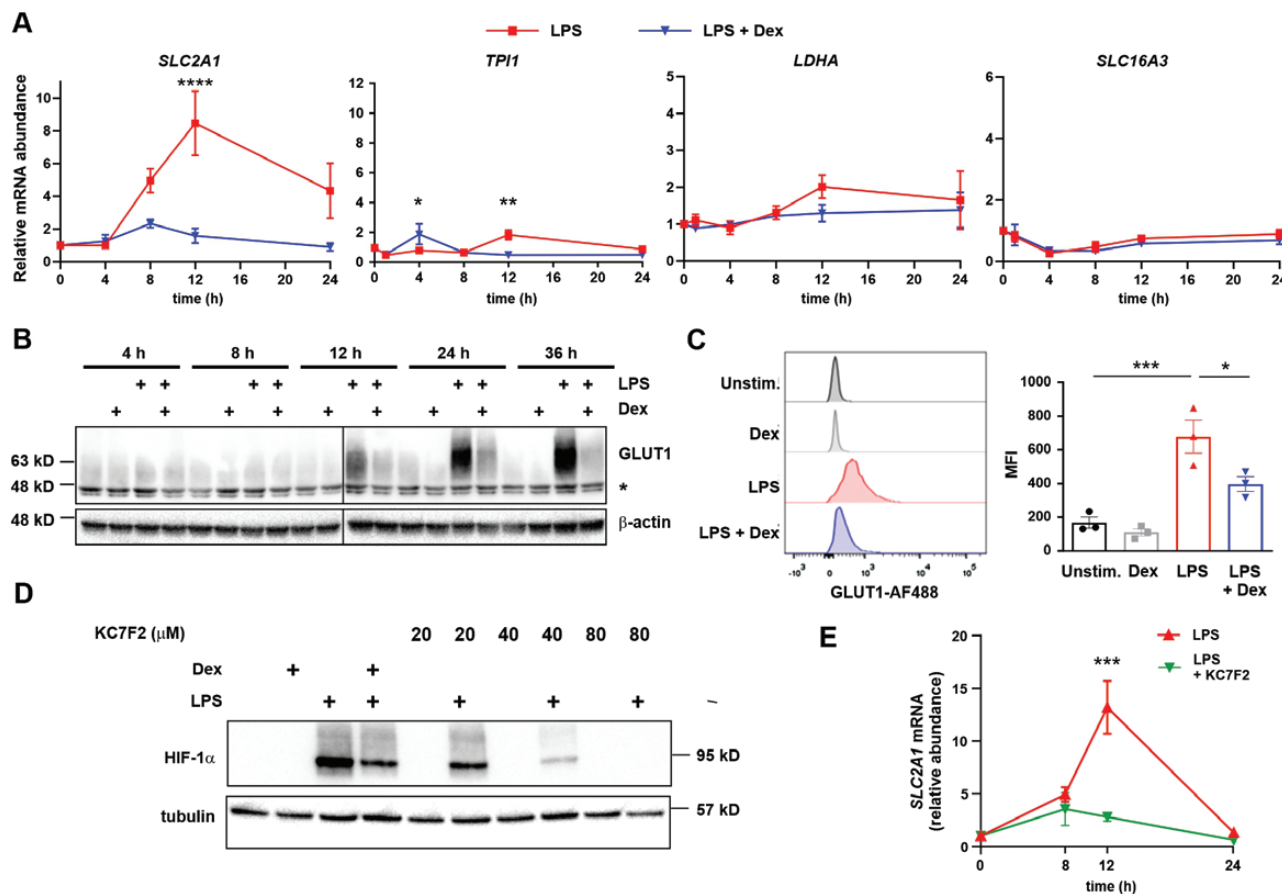 A
LPS
LPS + Dex
SLC2A1
TPI1
LDHA
SLC16A3
Relative mRNA abundance
10
8
6
4
2
0
****
0 4 8 12 16 20 24
time (h)
12
10
8
6
4
2
0
*
**
0 4 8 12 16 20 24
time (h)
5
4
3
2
1
0
0 4 8 12 16 20 24
time (h)
6
4
2
0
0 4 8 12 16 20 24
time (h)
B
4 h 8 h 12 h 24 h 36 h
+ + + + + + + + + + LPS
+ + + + + + + + + + Dex
GLUT1
63 kD
48 kD
*
48 kD
β-actin
C
Unstim.
Dex
LPS
LPS + Dex
-10³ 0 10³ 10⁴ 10⁵
GLUT1-AF488
MFI
1000
800
600
400
200
0
***
*
Unstim. Dex LPS LPS
+ Dex
D
KC7F2 (μM) 20 20 40 40 80 80
Dex + +
LPS + + + + + –
HIF-1α
95 kD
tubulin
57 kD
E
LPS
LPS
+ KC7F2
SLC2A1 mRNA
(relative abundance)
20
15
10
5
0
***
0 8 12 24
time (h)